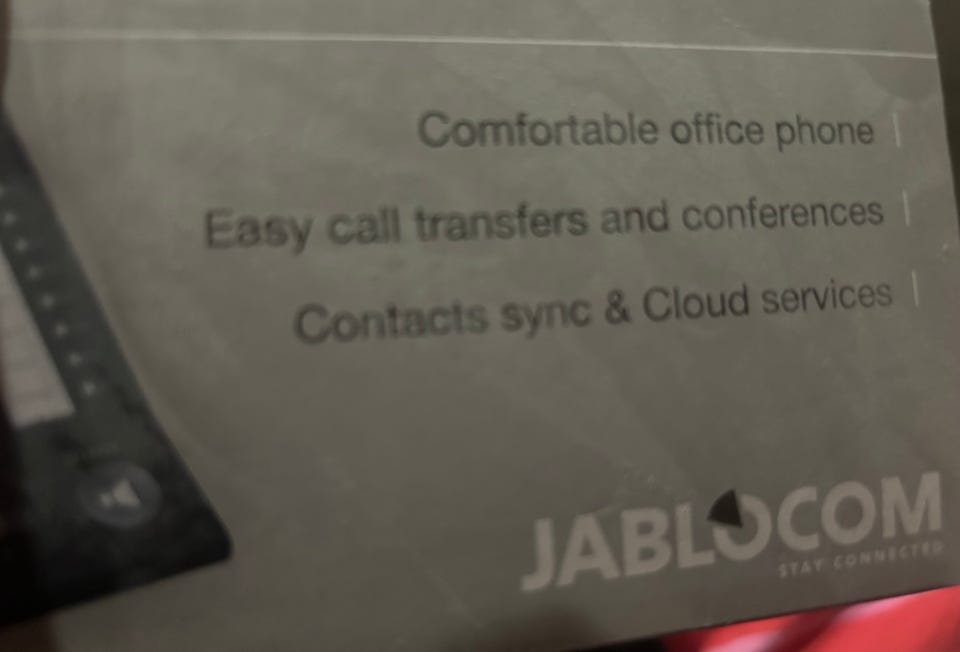 Comfortable office phone
Easy call transfers and conferences
Contacts sync & Cloud services
JABLOCOM
STAY CONNECTED